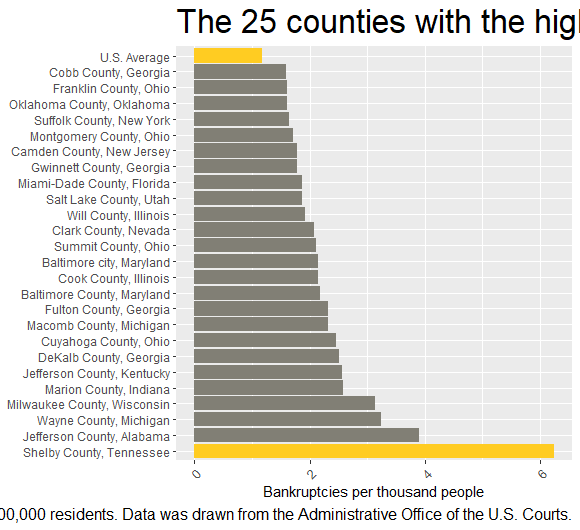 The 25 counties with the high
U.S. Average
Cobb County, Georgia
Franklin County, Ohio
Oklahoma County, Oklahoma
Suffolk County, New York
Montgomery County, Ohio
Camden County, New Jersey
Gwinnett County, Georgia
Miami-Dade County, Florida
Salt Lake County, Utah
Will County, Illinois
Clark County, Nevada
Summit County, Ohio
Baltimore city, Maryland
Cook County, Illinois
Baltimore County, Maryland
Fulton County, Georgia
Macomb County, Michigan
Cuyahoga County, Ohio
DeKalb County, Georgia
Jefferson County, Kentucky
Marion County, Indiana
Milwaukee County, Wisconsin
Wayne County, Michigan
Jefferson County, Alabama
Shelby County, Tennessee
0 2 4 6
Bankruptcies per thousand people
00,000 residents. Data was drawn from the Administrative Office of the U.S. Courts.